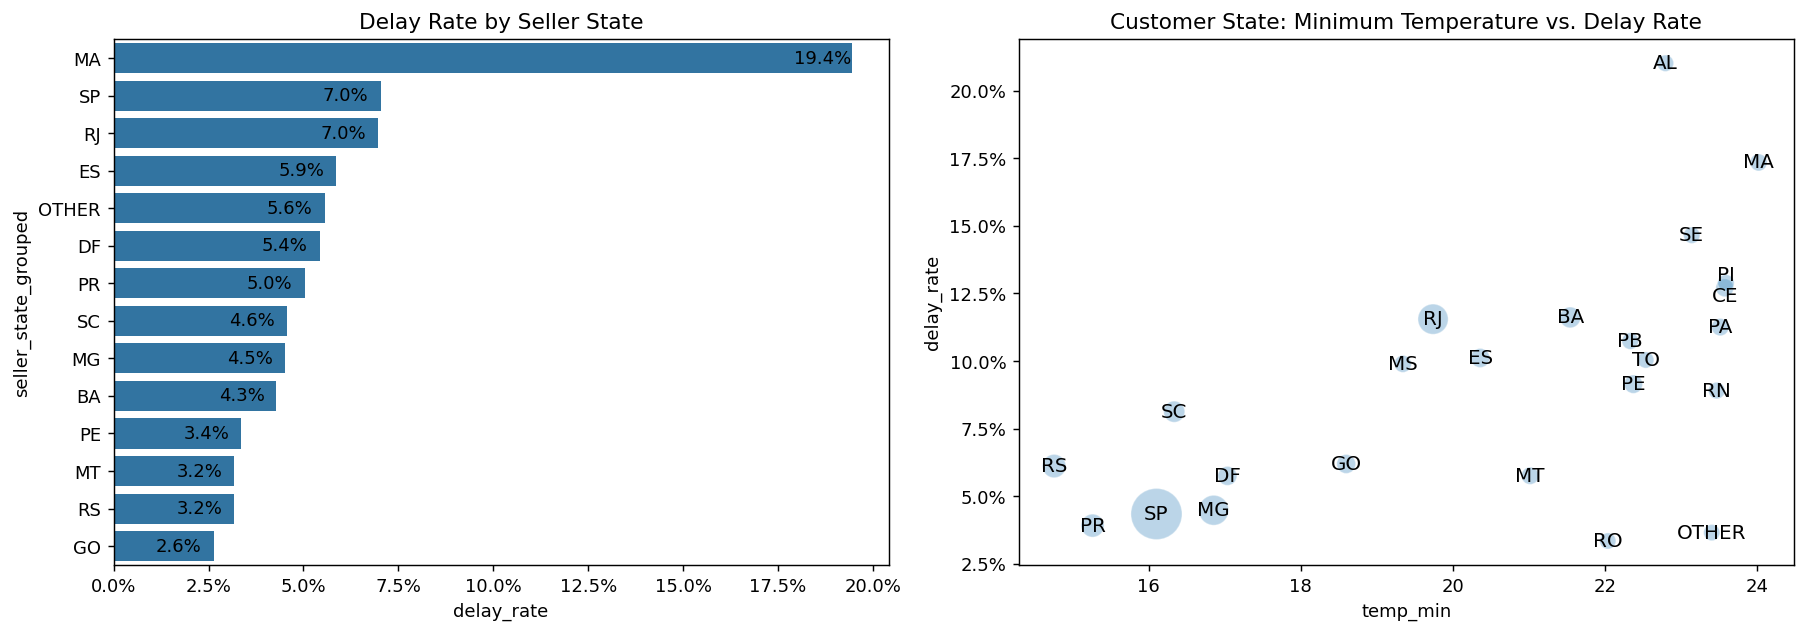 Delay Rate by Seller State
seller_state_grouped
MA 19.4%
SP 7.0%
RJ 7.0%
ES 5.9%
OTHER 5.6%
DF 5.4%
PR 5.0%
SC 4.6%
MG 4.5%
BA 4.3%
PE 3.4%
MT 3.2%
RS 3.2%
GO 2.6%
0.0% 2.5% 5.0% 7.5% 10.0% 12.5% 15.0% 17.5% 20.0%
delay_rate
Customer State: Minimum Temperature vs. Delay Rate
delay_rate
20.0%
17.5%
15.0%
12.5%
10.0%
7.5%
5.0%
2.5%
AL
MA
SE
PI
CE
PA
RJ
BA
PB
TO
MS
ES
PE
RN
SC
RS
GO
DF
MT
PR
SP
MG
RO
OTHER
16 18 20 22 24
temp_min